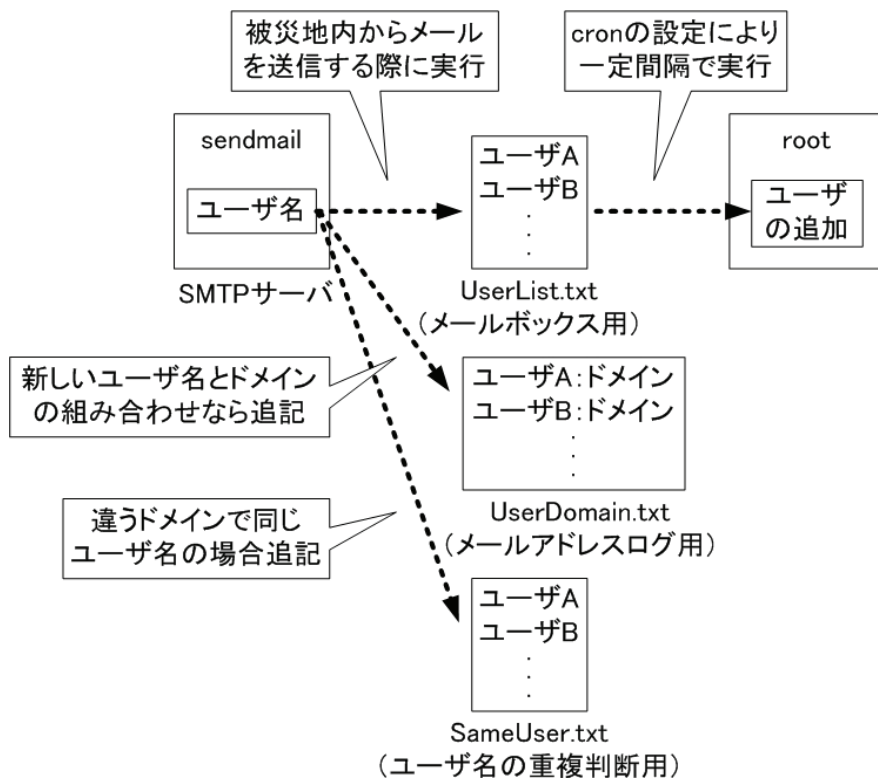 被災地内からメール
を送信する際に実行
cronの設定により
一定間隔で実行
sendmail
ユーザ名
SMTPサーバ
ユーザA
ユーザB
UserList.txt
(メールボックス用)
root
ユーザ
の追加
新しいユーザ名とドメイン
の組み合わせなら追記
ユーザA:ドメイン
ユーザB:ドメイン
UserDomain.txt
(メールアドレスログ用)
違うドメインで同じ
ユーザ名の場合追記
ユーザA
ユーザB
SameUser.txt
(ユーザ名の重複判断用)